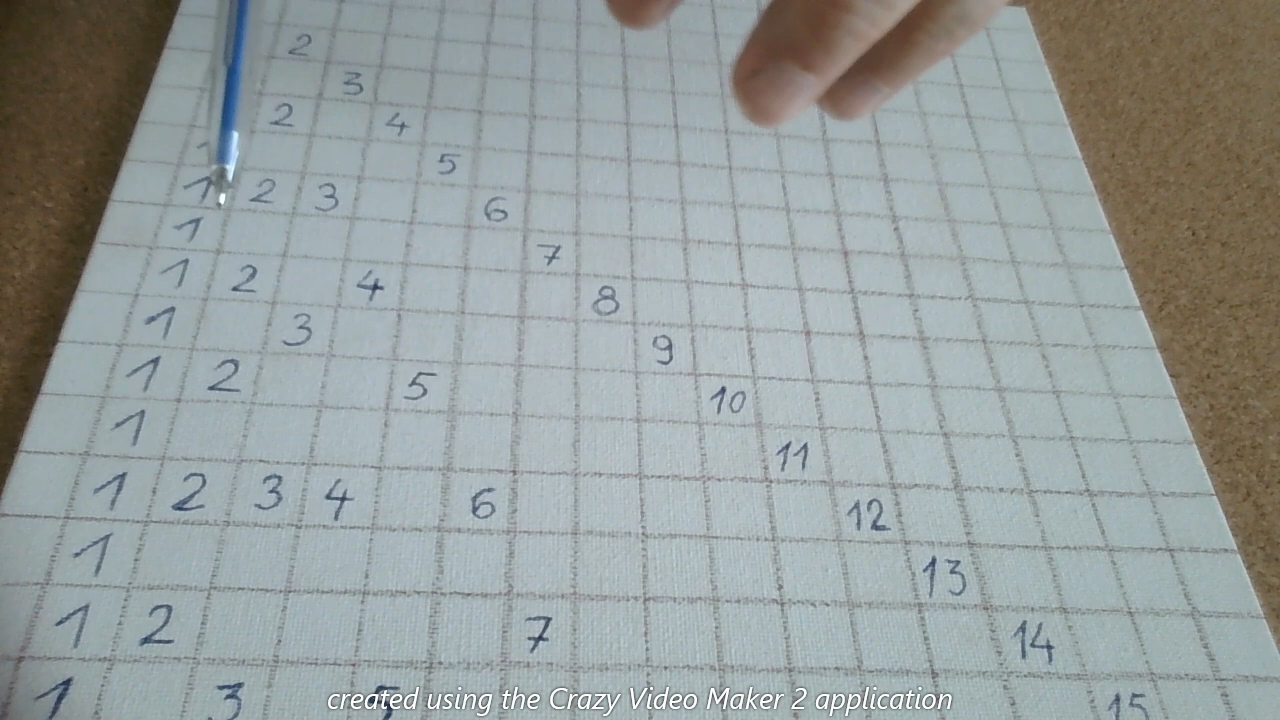 2
3
2 4
5
1 2 3 6
1 7
1 2 4 8
1 3 9
1 2 5 10
1 11
1 2 3 4 6 12
1 13
1 2 7 14
1 3 5 15
created using the Crazy Video Maker 2 application